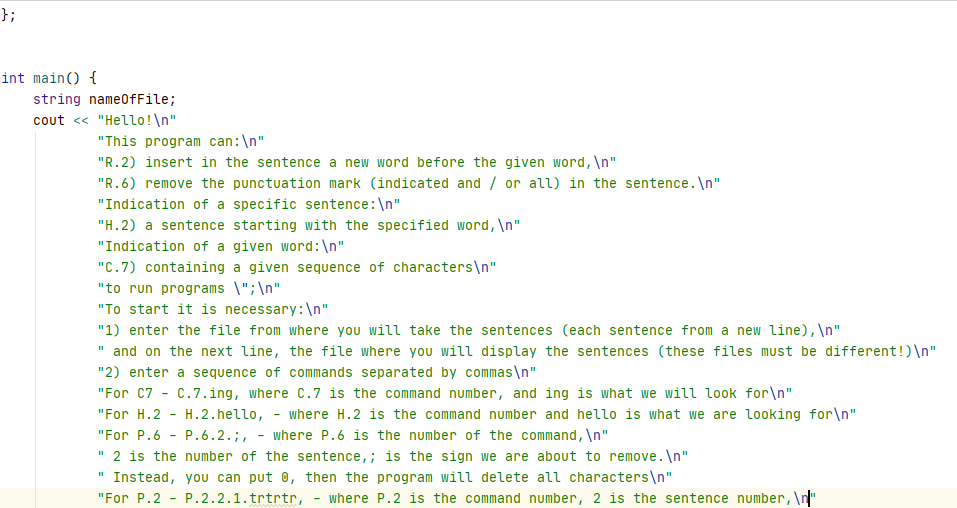 };
int main() {
string nameOfFile;
cout << "Hello!\n"
"This program can:\n"
"R.2) insert in the sentence a new word before the given word,\n"
"R.6) remove the punctuation mark (indicated and / or all) in the sentence.\n"
"Indication of a specific sentence:\n"
"H.2) a sentence starting with the specified word,\n"
"Indication of a given word:\n"
"C.7) containing a given sequence of characters\n"
"to run programs \";\n"
"To start it is necessary:\n"
"1) enter the file from where you will take the sentences (each sentence from a new line),\n"
" and on the next line, the file where you will display the sentences (these files must be different!)\n"
"2) enter a sequence of commands separated by commas\n"
"For C7 - C.7.ing, where C.7 is the command number, and ing is what we will look for\n"
"For H.2 - H.2.hello, - where H.2 is the command number and hello is what we are looking for\n"
"For P.6 - P.6.2.;, - where P.6 is the number of the command,\n"
" 2 is the number of the sentence,; is the sign we are about to remove.\n"
" Instead, you can put 0, then the program will delete all characters\n"
"For P.2 - P.2.2.1.trtrtr, - where P.2 is the command number, 2 is the sentence number,\n"